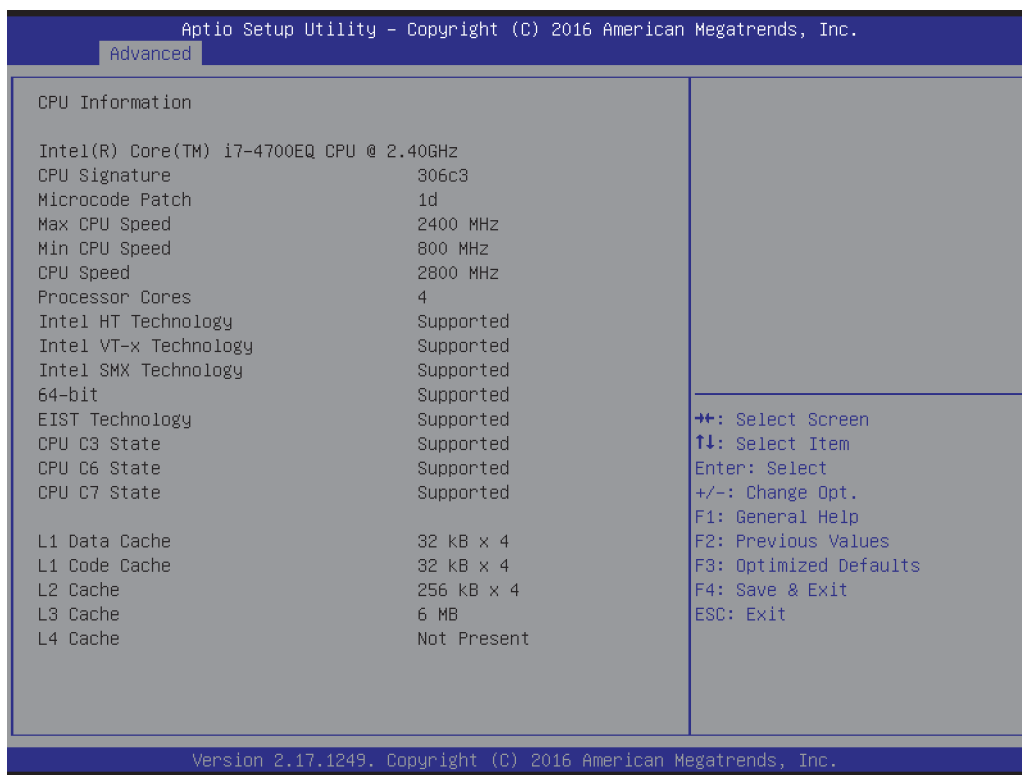 Aptio Setup Utility – Copyright (C) 2016 American Megatrends, Inc.
Advanced
CPU Information
Intel(R) Core(TM) i7-4700EQ CPU @ 2.40GHz
CPU Signature 306c3
Microcode Patch 1d
Max CPU Speed 2400 MHz
Min CPU Speed 800 MHz
CPU Speed 2800 MHz
Processor Cores 4
Intel HT Technology Supported
Intel VT-x Technology Supported
Intel SMX Technology Supported
64-bit Supported
EIST Technology Supported
CPU C3 State Supported
CPU C6 State Supported
CPU C7 State Supported
L1 Data Cache 32 kB x 4
L1 Code Cache 32 kB x 4
L2 Cache 256 kB x 4
L3 Cache 6 MB
L4 Cache Not Present
→←: Select Screen
↑↓: Select Item
Enter: Select
+/-: Change Opt.
F1: General Help
F2: Previous Values
F3: Optimized Defaults
F4: Save & Exit
ESC: Exit
Version 2.17.1249. Copyright (C) 2016 American Megatrends, Inc.